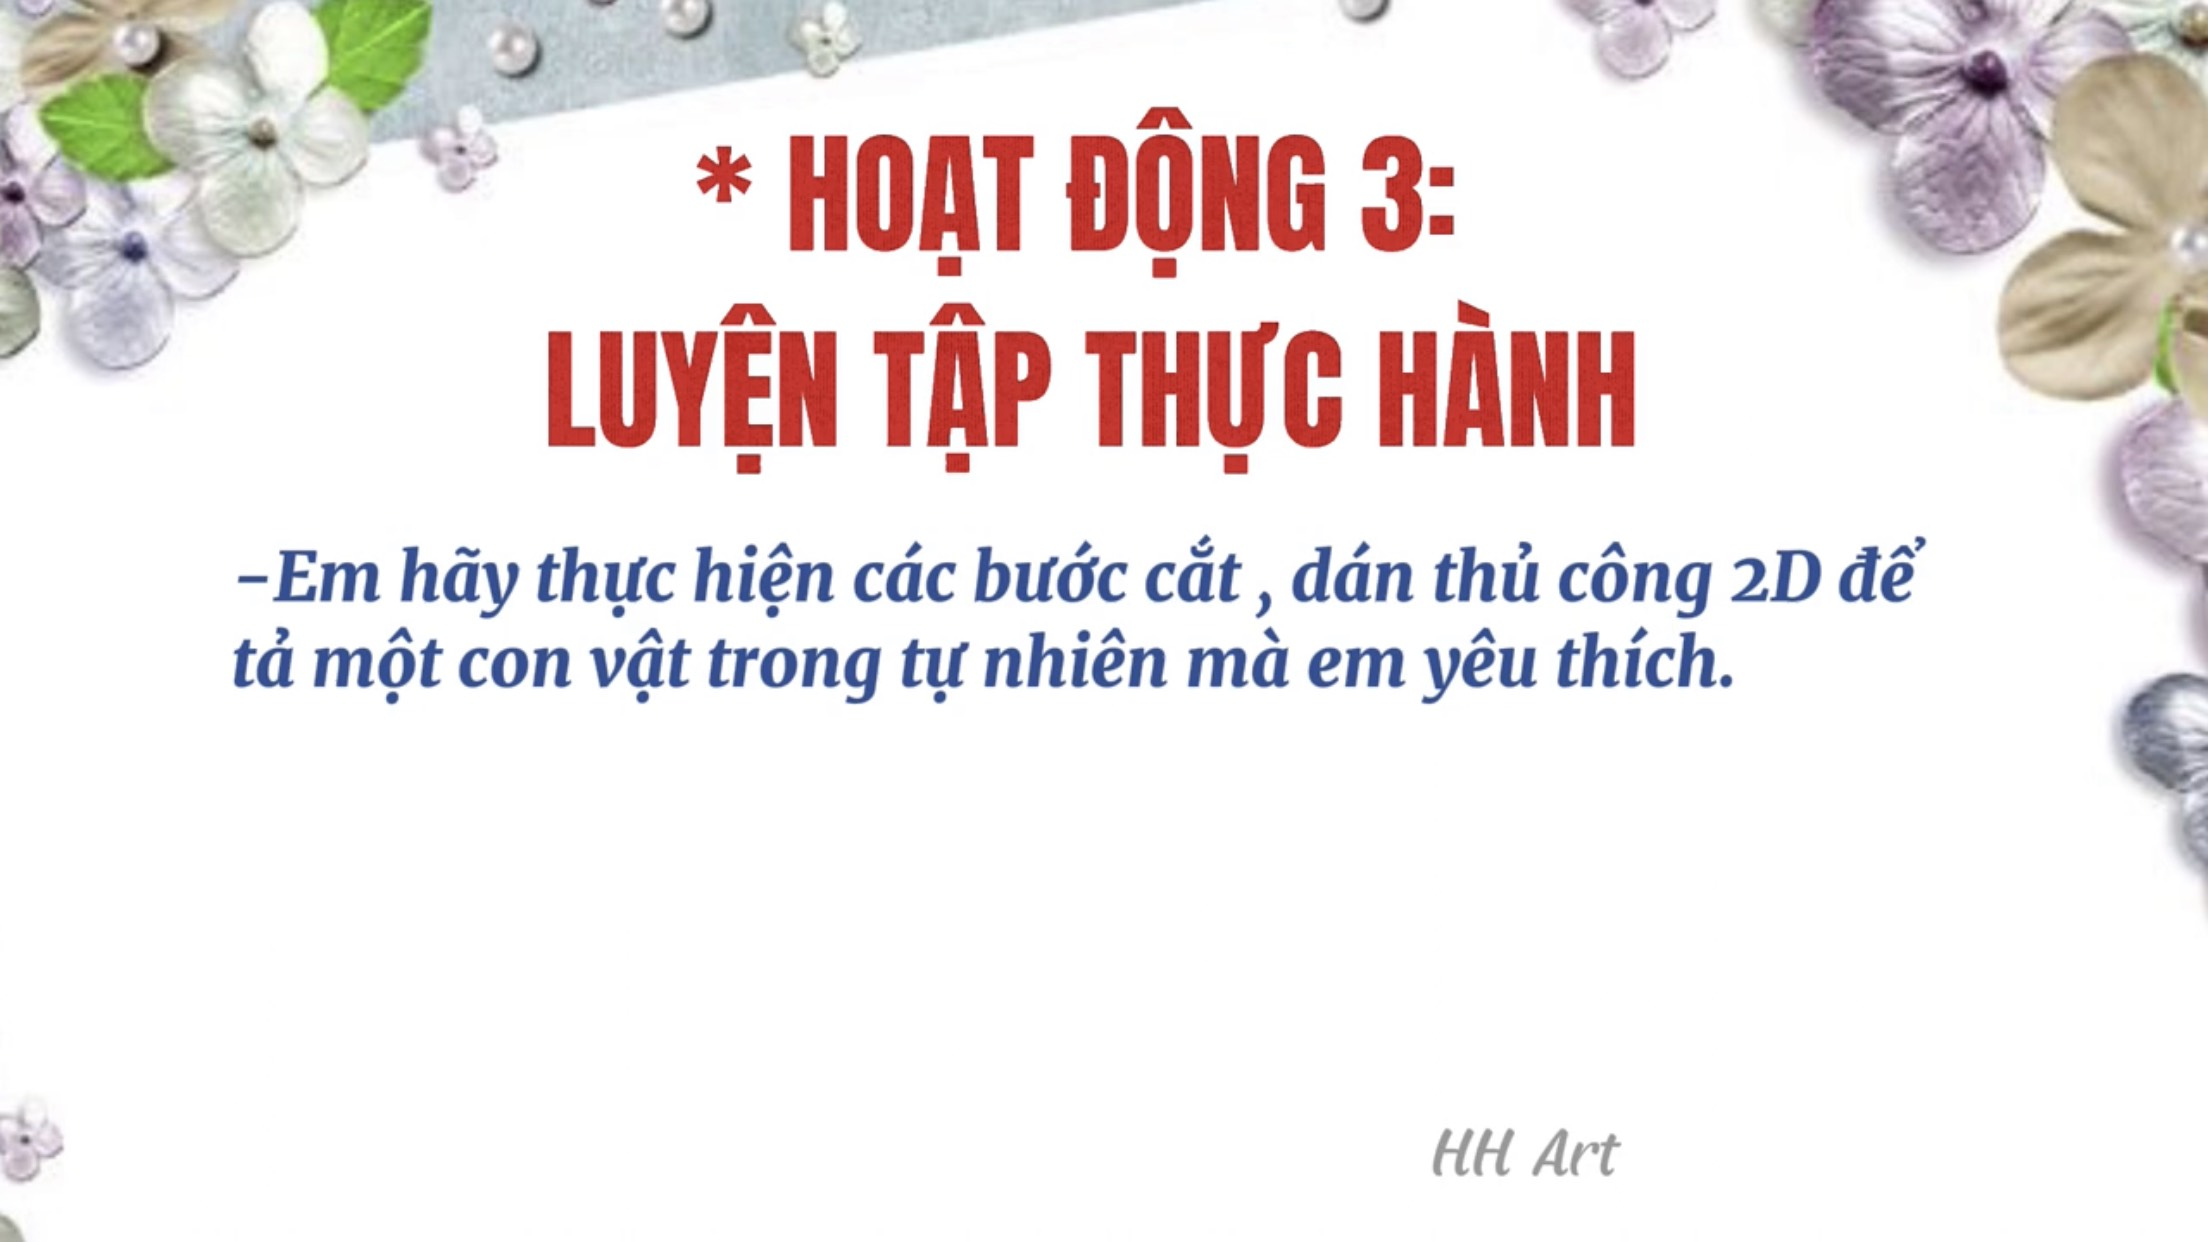 * HOẠT ĐỘNG 3:
LUYỆN TẬP THỰC HÀNH
-Em hãy thực hiện các bước cắt , dán thủ công 2D để
tả một con vật trong tự nhiên mà em yêu thích.
HH Art